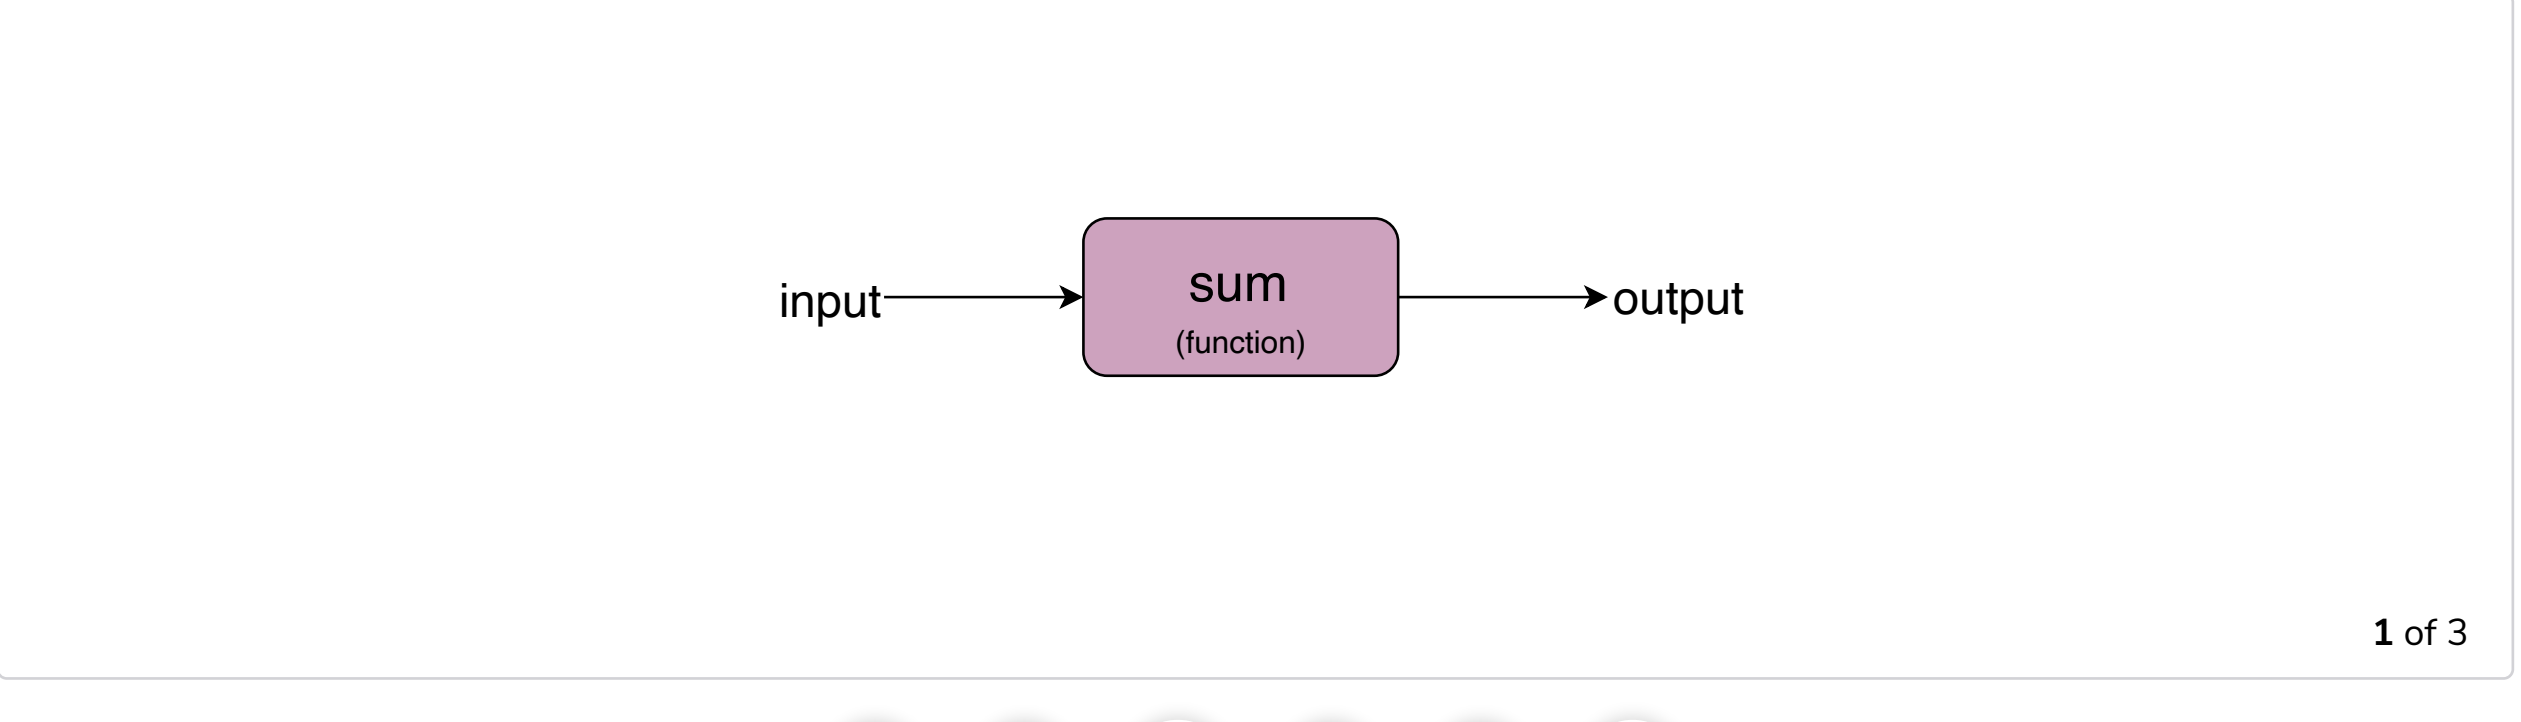 input
sum
(function)
output
1 of 3